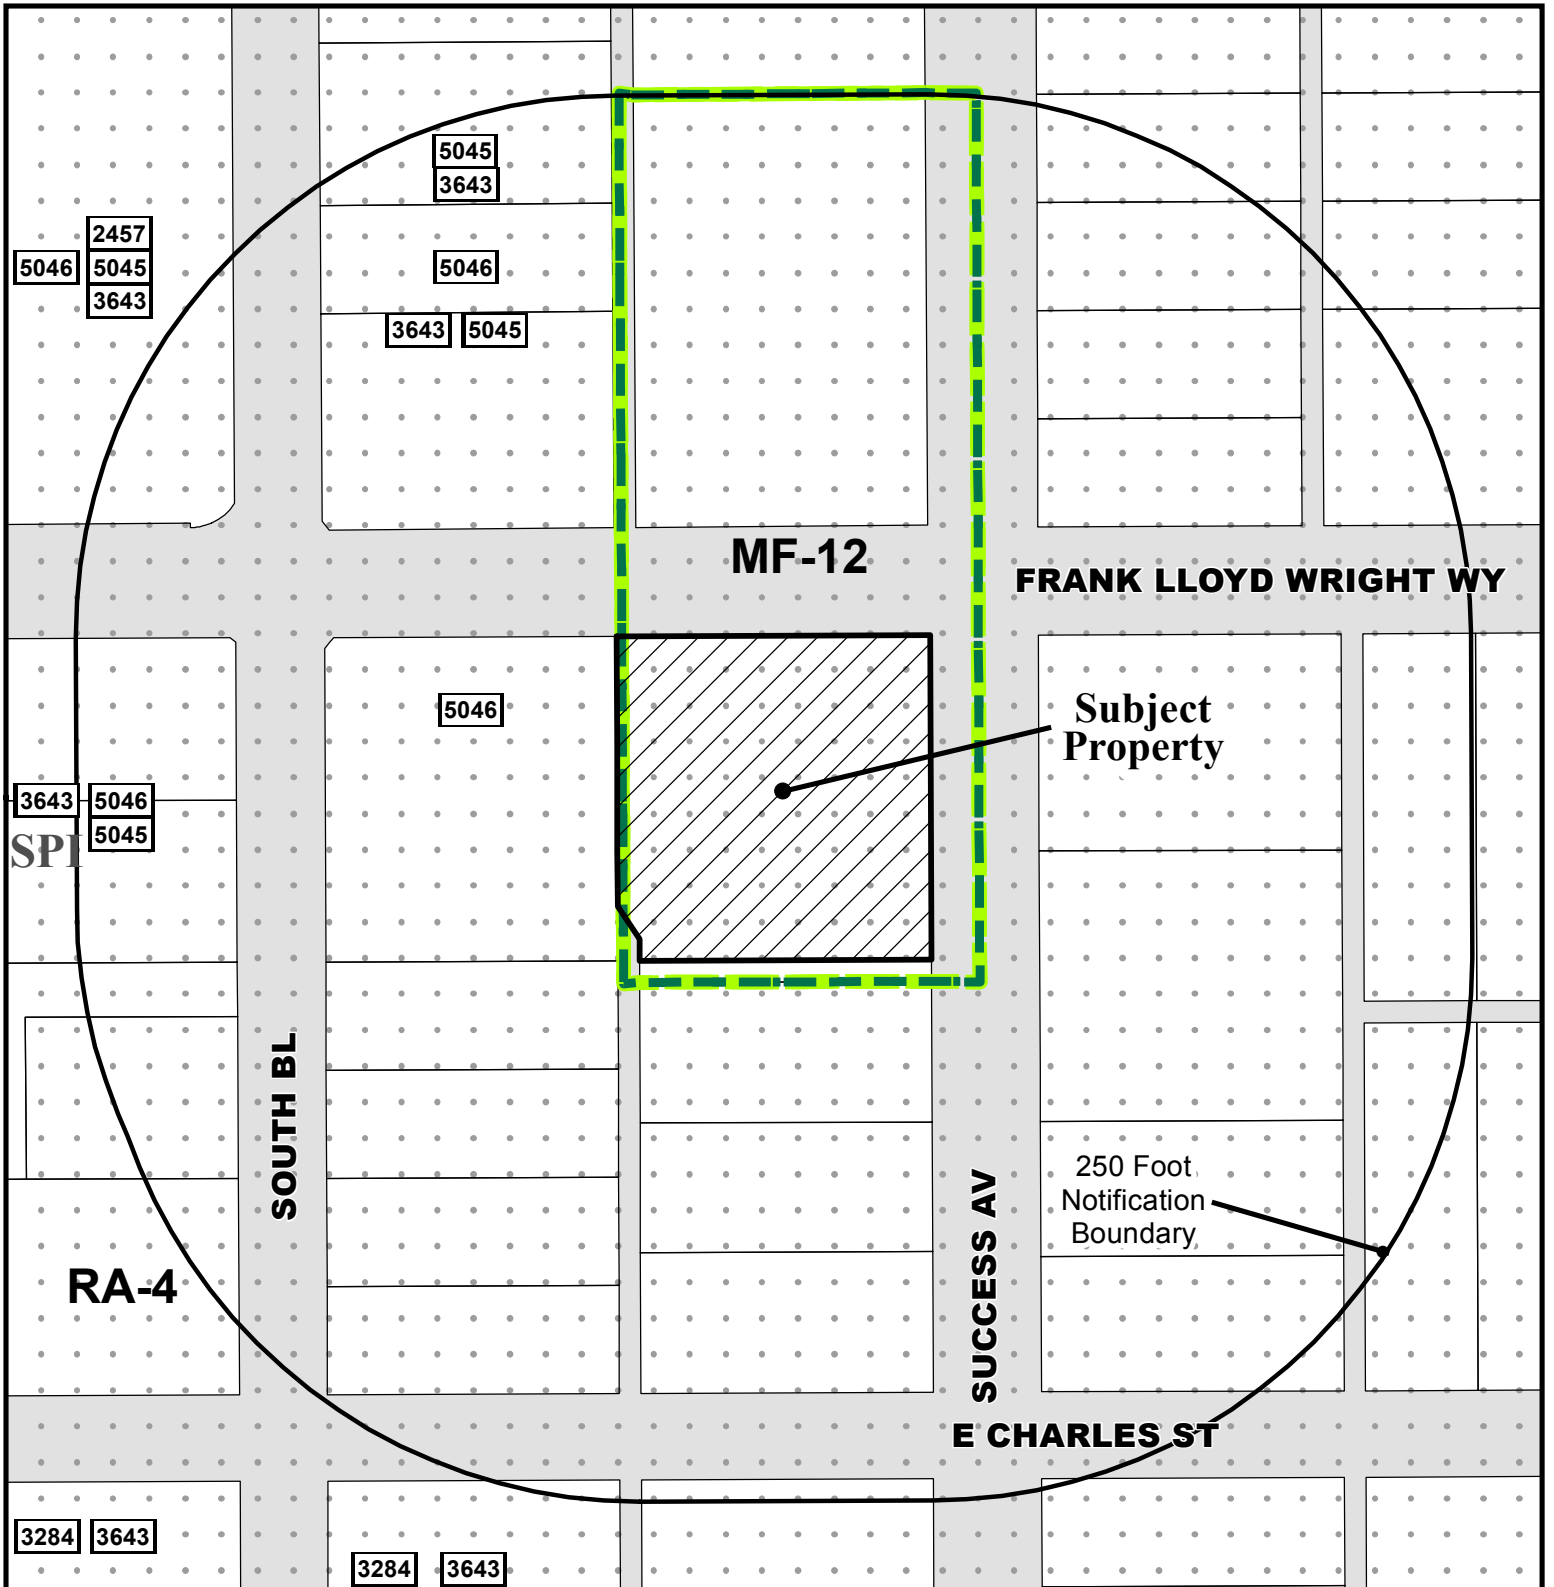 5045
3643
2457
5046 5045
3643
5046
3643 5045
MF-12
FRANK LLOYD WRIGHT WY
5046
Subject
Property
3643 5046
5045
SPI
SOUTH BL
SUCCESS AV
250 Foot
Notification
Boundary
RA-4
E CHARLES ST
3284 3643
3284 3643